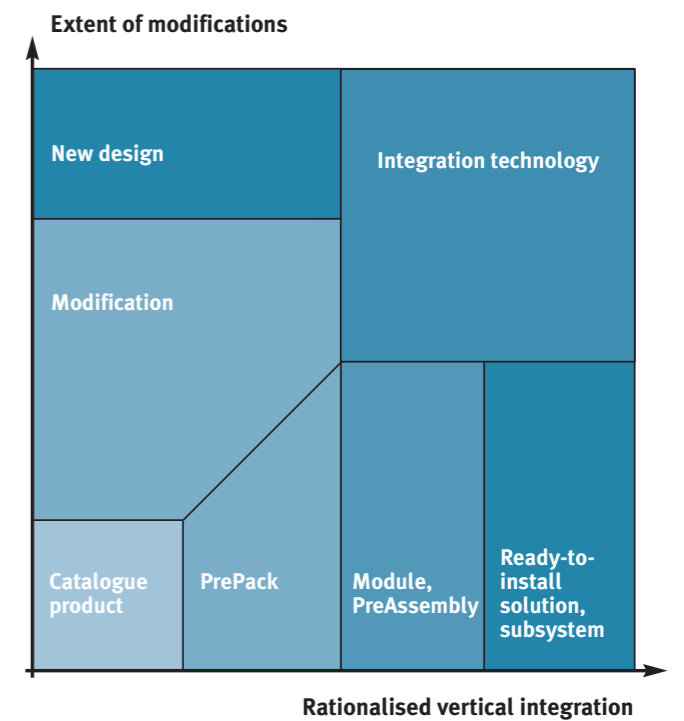 Extent of modifications
New design
Integration technology
Modification
Catalogue
product
PrePack
Module,
PreAssembly
Ready-to-
install
solution,
subsystem
Rationalised vertical integration